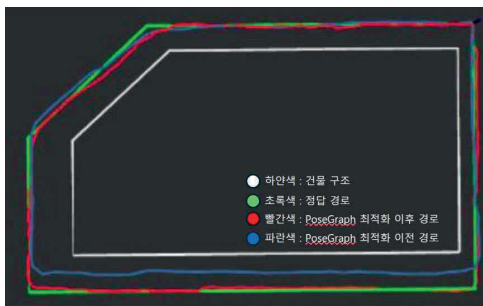 하얀색 : 건물 구조
초록색 : 정답 경로
빨간색 : PoseGraph 최적화 이후 경로
파란색 : PoseGraph 최적화 이전 경로